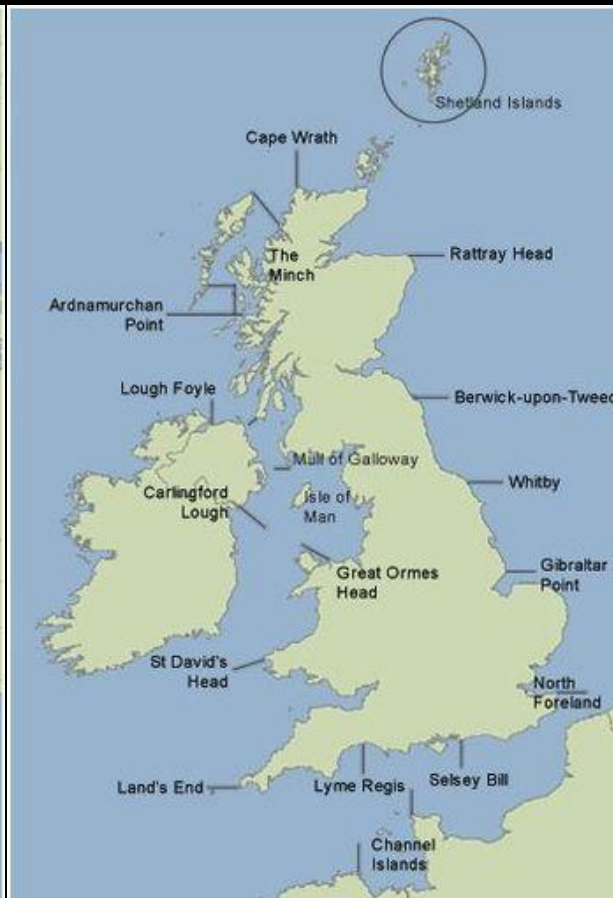 Shetland Islands
Cape Wrath
The
Minch
Rattray Head
Ardnamurchan
Point
Lough Foyle
Berwick-upon-Tweed
Mull of Galloway
Carlingford
Lough
Isle of
Man
Whitby
Great Ormes
Head
Gibraltar
Point
St David's
Head
North
Foreland
Land's End
Lyme Regis
Selsey Bill
Channel
Islands